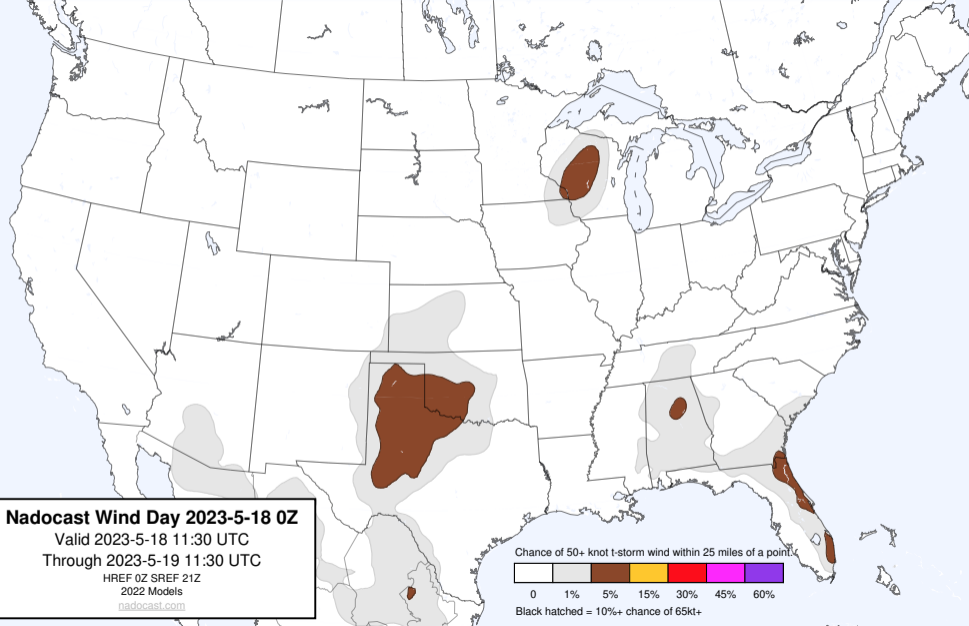 Nadocast Wind Day 2023-5-18 0Z
Valid 2023-5-18 11:30 UTC
Through 2023-5-19 11:30 UTC
HREF 0Z SREF 21Z
2022 Models
nadocast.com
Chance of 50+ knot t-storm wind within 25 miles of a point.
0 1% 5% 15% 30% 45% 60%
Black hatched = 10%+ chance of 65kt+